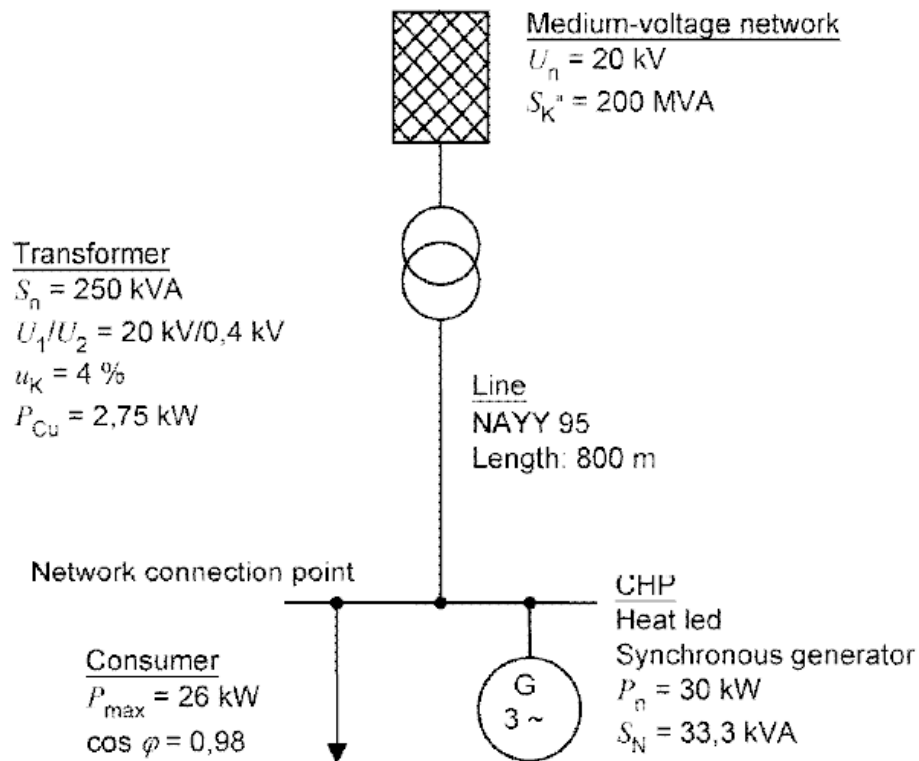 Medium-voltage network
Un = 20 kV
SK" = 200 MVA
Transformer
Sn = 250 kVA
U1/U2 = 20 kV/0,4 kV
uK = 4 %
PCu = 2,75 kW
Line
NAYY 95
Length: 800 m
Network connection point
CHP
Heat led
Synchronous generator
Pn = 30 kW
SN = 33,3 kVA
Consumer
Pmax = 26 kW
cos φ = 0,98
G
3 ~